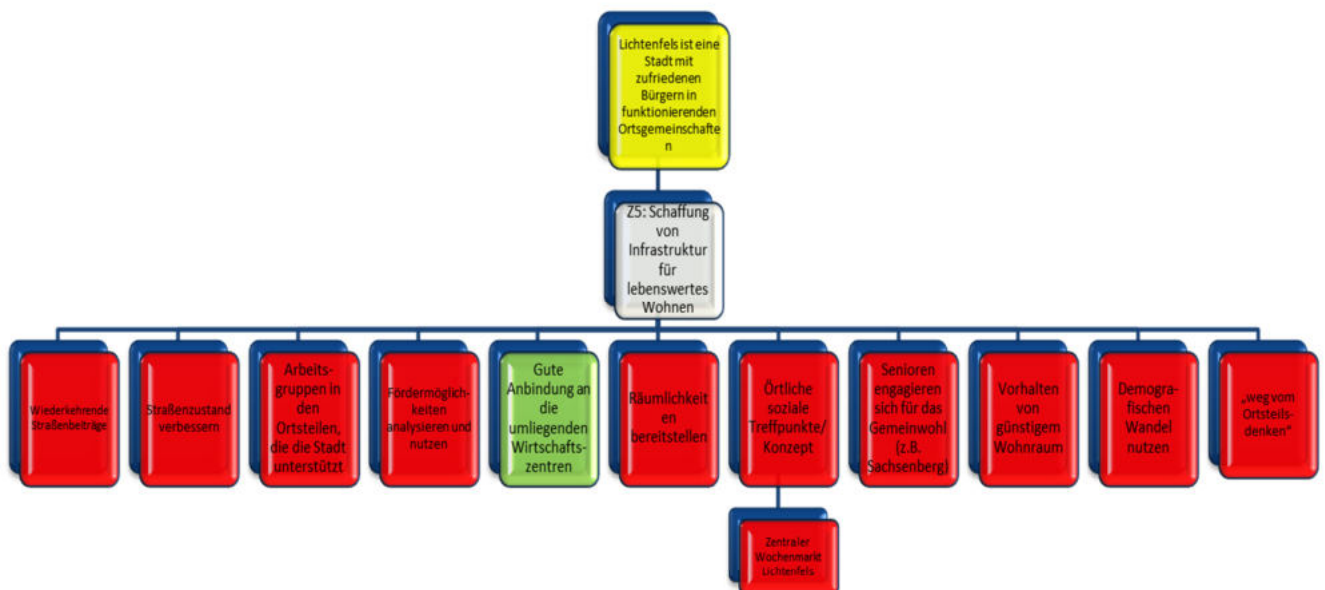 Lichtenfels ist eine
Stadt mit
zufriedenen
Bürgern in
funktionierenden
Ortsgemeinschafte
n
Z5: Schaffung
von
Infrastruktur
für
lebenswertes
Wohnen
Wiederkehrende
Straßenbeiträge
Straßenzustand
verbessern
Arbeits-
gruppen in
den
Ortsteilen,
die die Stadt
unterstützt
Fördermöglich-
keiten
analysieren und
nutzen
Gute
Anbindung an
die
umliegenden
Wirtschafts-
zentren
Räumlichkeit
en
bereitstellen
Örtliche
soziale
Treffpunkte/
Konzept
Senioren
engagieren
sich für das
Gemeinwohl
(z.B.
Sachsenberg)
Vorhalten
von
günstigem
Wohnraum
Demogra-
fischen
Wandel
nutzen
„weg vom
Ortsteils-
denken“
Zentraler
Wochenmarkt
Lichtenfels